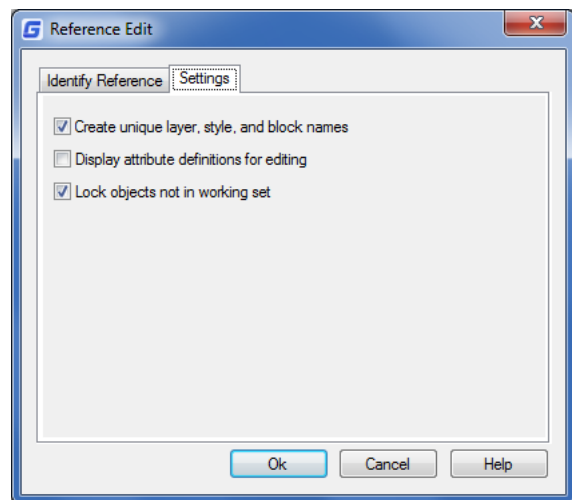 Reference Edit
Identify Reference Settings
Create unique layer, style, and block names
Display attribute definitions for editing
Lock objects not in working set
Ok Cancel Help